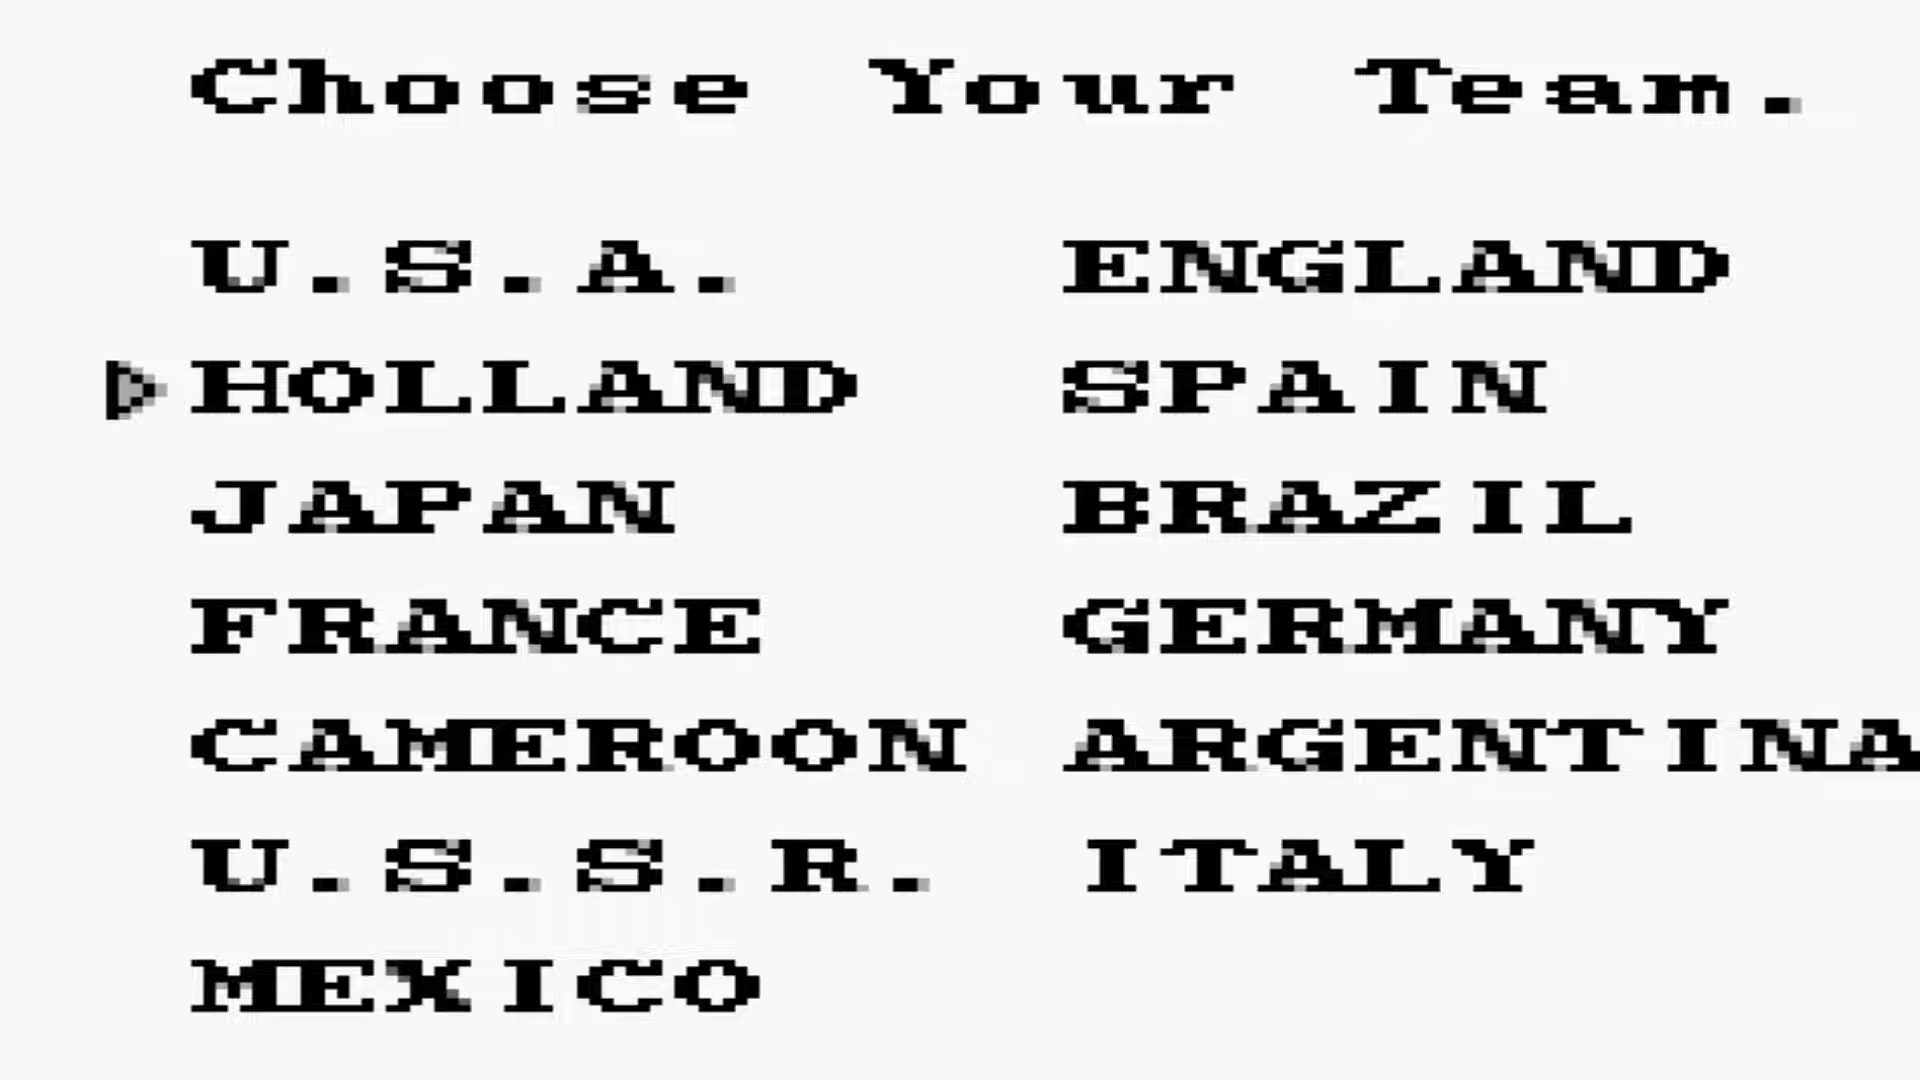 Choose Your Team.
U.S.A. ENGLAND
HOLLAND SPAIN
JAPAN BRAZIL
FRANCE GERMANY
CAMEROON ARGENTINA
U.S.S.R. ITALY
MEXICO